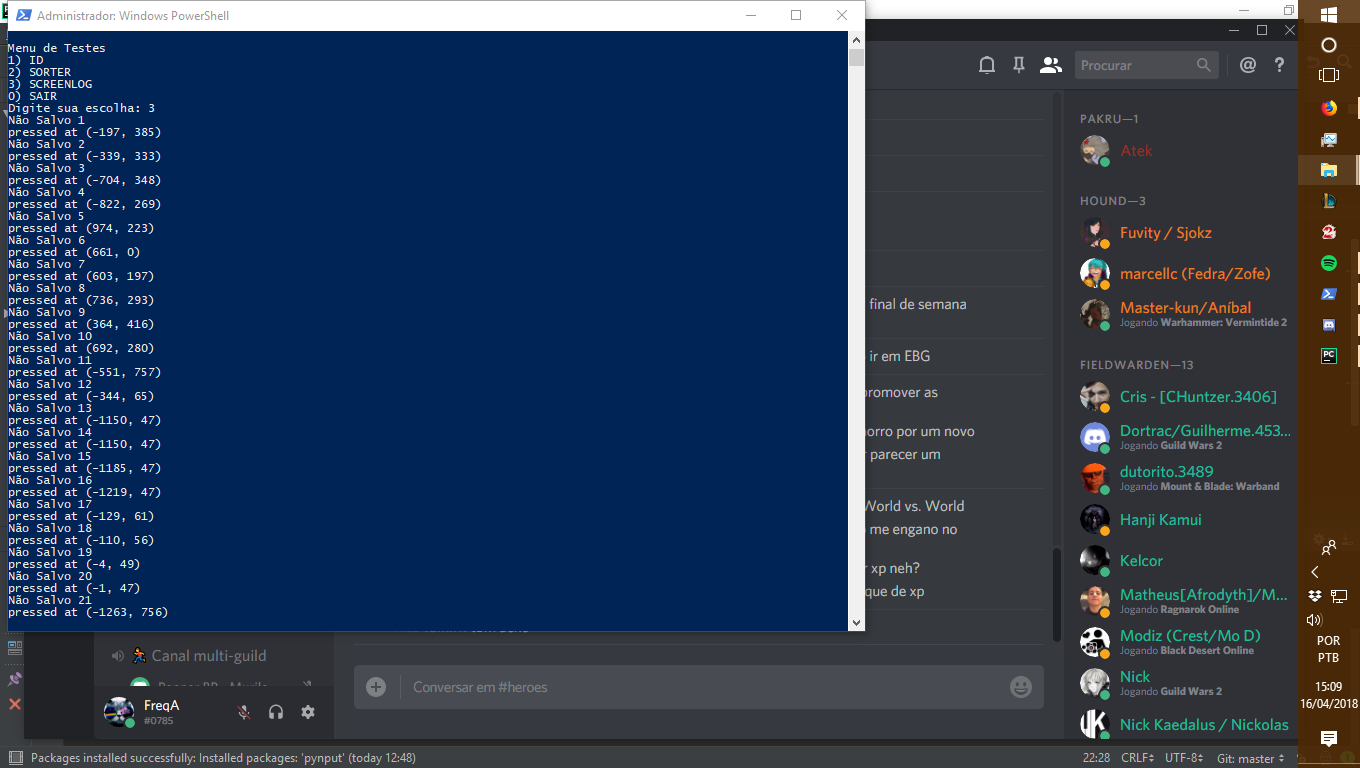 Administrador: Windows PowerShell
Menu de Testes
1) ID
2) SORTER
3) SCREENLOG
0) SAIR
Digite sua escolha: 3
Não Salvo 1
pressed at (-197, 385)
Não Salvo 2
pressed at (-339, 333)
Não Salvo 3
pressed at (-704, 348)
Não Salvo 4
pressed at (-822, 269)
Não Salvo 5
pressed at (974, 223)
Não Salvo 6
pressed at (661, 0)
Não Salvo 7
pressed at (603, 197)
Não Salvo 8
pressed at (736, 293)
Não Salvo 9
pressed at (364, 416)
Não Salvo 10
pressed at (692, 280)
Não Salvo 11
pressed at (-551, 757)
Não Salvo 12
pressed at (-344, 65)
Não Salvo 13
pressed at (-1150, 47)
Não Salvo 14
pressed at (-1150, 47)
Não Salvo 15
pressed at (-1185, 47)
Não Salvo 16
pressed at (-1219, 47)
Não Salvo 17
pressed at (-129, 61)
Não Salvo 18
pressed at (-110, 56)
Não Salvo 19
pressed at (-4, 49)
Não Salvo 20
pressed at (-1, 47)
Não Salvo 21
pressed at (-1263, 756)
Canal multi-guild
FreqA
#0785
Procurar
final de semana
ir em EBG
promover as
orro por um novo
parecer um
World vs. World
me engano no
xp neh?
que de xp
Conversar em #heroes
PAKRU—1
Atek
HOUND—3
Fuvity / Sjokz
marcellc (Fedra/Zofe)
Master-kun/Aníbal
Jogando Warhammer: Vermintide 2
FIELDWARDEN—13
Cris - [CHuntzer.3406]
Dortrac/Guilherme.453...
Jogando Guild Wars 2
dutorito.3489
Jogando Mount & Blade: Warband
Hanji Kamui
Kelcor
Matheus[Afrodyth]/M...
Jogando Ragnarok Online
Modiz (Crest/Mo D)
Jogando Black Desert Online
Nick
Jogando Guild Wars 2
Nick Kaedalus / Nickolas
POR
PTB
15:09
16/04/2018
Packages installed successfully: Installed packages: 'pynput' (today 12:48)
22:28 CRLF UTF-8 Git: master